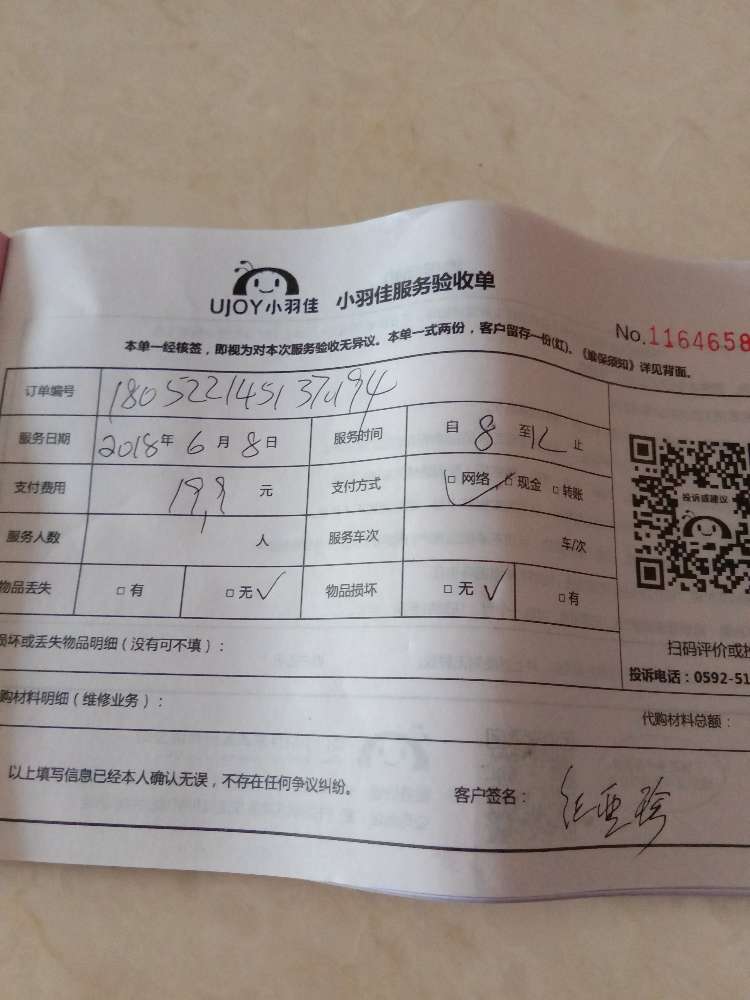 UJOY小羽佳 小羽佳服务验收单
No.1164658
本单一经核签，即视为对本次服务验收无异议。本单一式两份，客户留存一份(红)。《维保须知》详见背面。
订单编号
服务日期 2018年 6月 8日 服务时间 自 8 至 12 止
支付费用 19.9 元 支付方式 □ 网络 □ 现金 □ 转账
服务人数 人 服务车次 车/次
物品丢失 □ 有 □ 无 ✓ 物品损坏 □ 无 ✓ □ 有
投诉或建议
损坏或丢失物品明细（没有可不填）：
扫码评价或
投诉电话：0592-51
购材料明细（维修业务）：
代购材料总额：
以上填写信息已经本人确认无误，不存在任何争议纠纷。
客户签名：